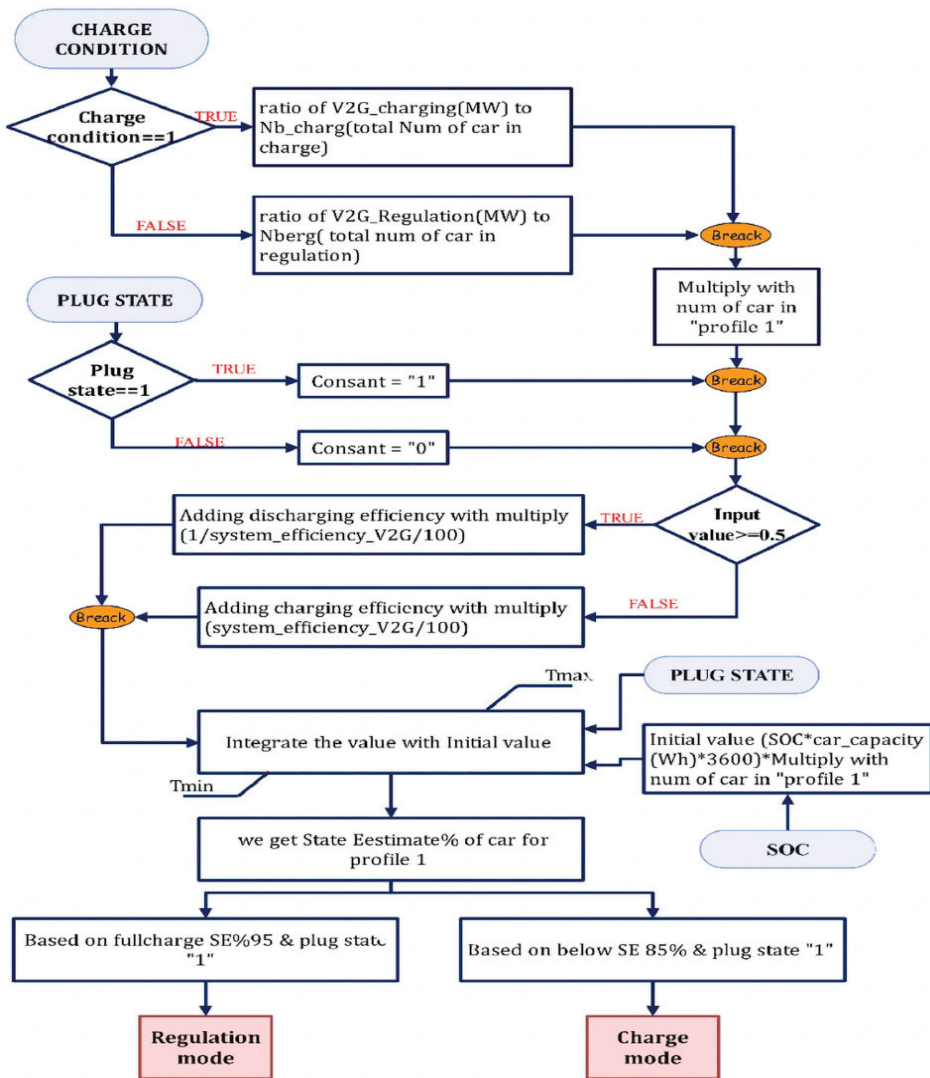 CHARGE
CONDITION
Charge
condition==1
TRUE
ratio of V2G_charging(MW) to
Nb_charg(total Num of car in
charge)
FALSE
ratio of V2G_Regulation(MW) to
Nberg( total num of car in
regulation)
Breack
Multiply with
num of car in
"profile 1"
PLUG STATE
Plug
state==1
TRUE
Consant = "1"
Breack
FALSE
Consant = "0"
Breack
Input
value>=0.5
TRUE
Adding discharging efficiency with multiply
(1/system_efficiency_V2G/100)
FALSE
Adding charging efficiency with multiply
(system_efficiency_V2G/100)
Breack
Tmax
PLUG STATE
Integrate the value with Initial value
Initial value (SOC*car_capacity
(Wh)*3600)*Multiply with
num of car in "profile 1"
Tmin
SOC
we get State Eestimate% of car for
profile 1
Based on fullcharge SE%95 & plug state
"1"
Based on below SE 85% & plug state "1"
Regulation
mode
Charge
mode